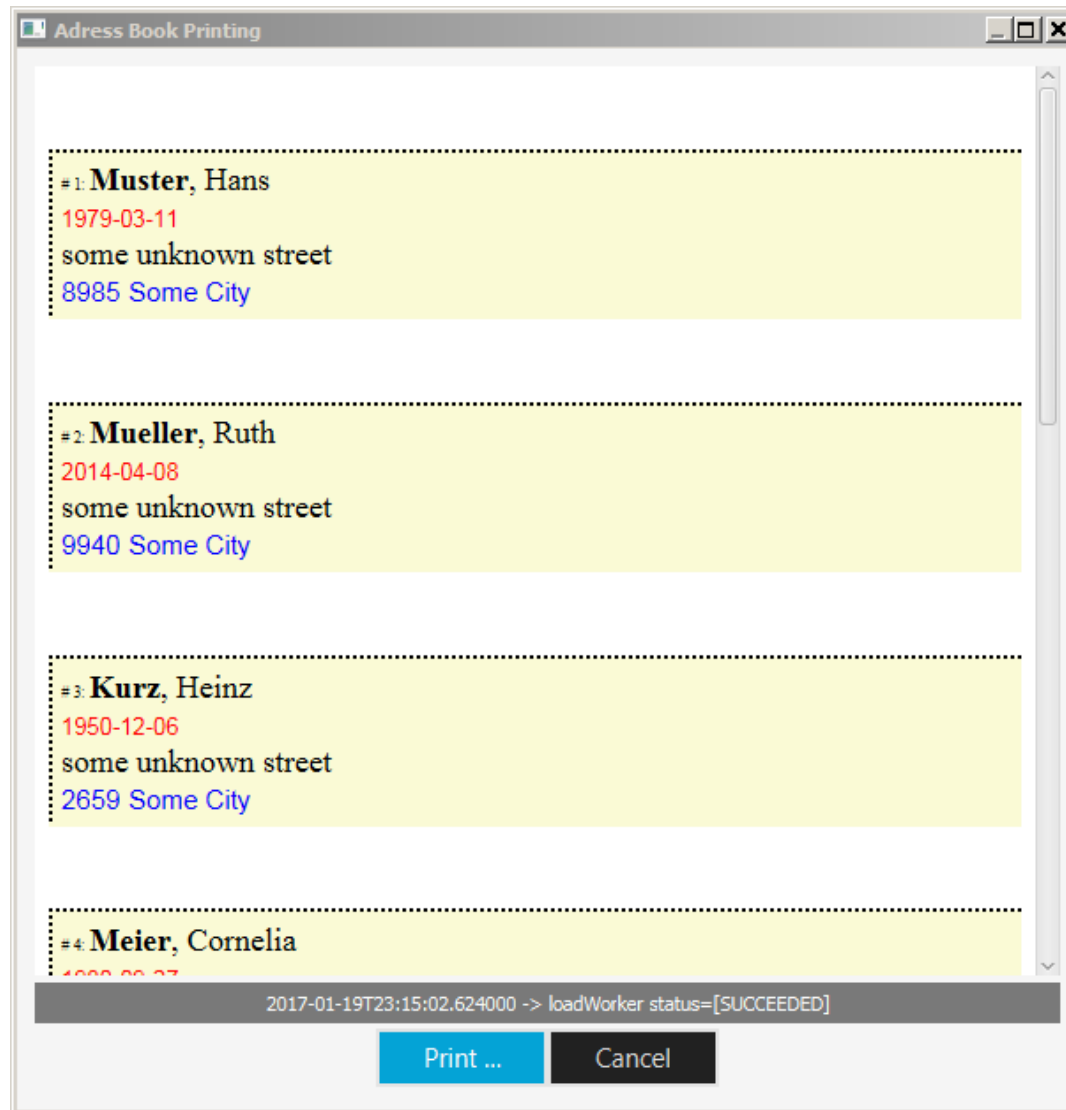 Adress Book Printing
# 1: Muster, Hans
1979-03-11
some unknown street
8985 Some City
# 2: Mueller, Ruth
2014-04-08
some unknown street
9940 Some City
# 3: Kurz, Heinz
1950-12-06
some unknown street
2659 Some City
# 4: Meier, Cornelia
2017-01-19T23:15:02.624000 -> loadWorker status=[SUCCEEDED]
Print ...
Cancel